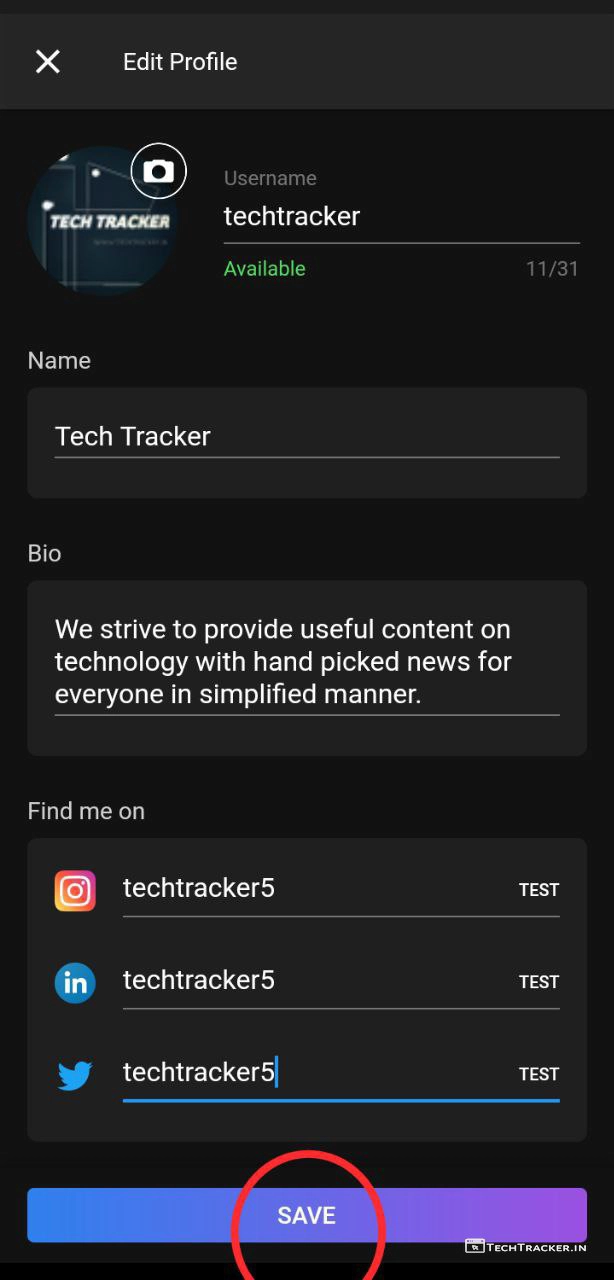 Edit Profile
TECH TRACKER
Username
techtracker
Available
11/31
Name
Tech Tracker
Bio
We strive to provide useful content on
technology with hand picked news for
everyone in simplified manner.
Find me on
techtracker5
TEST
in
techtracker5
TEST
techtracker5
TEST
SAVE
TECHTRACKER.IN